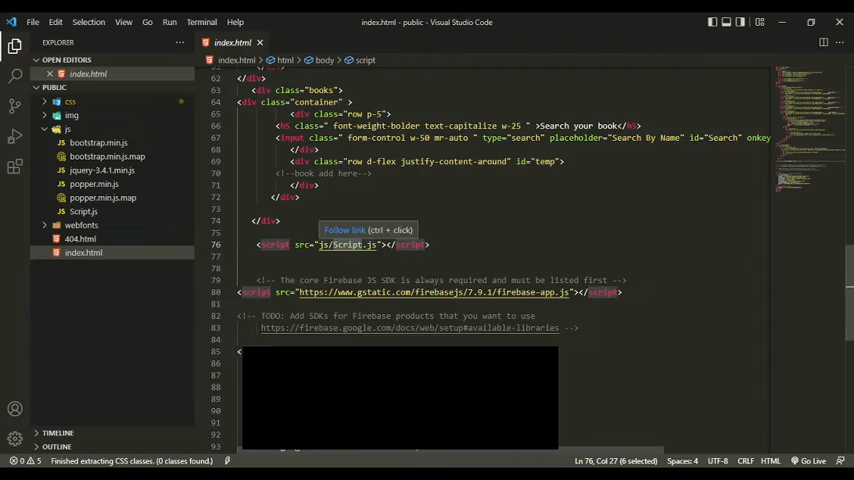 File Edit Selection View Go Run Terminal Help
index.html - public - Visual Studio Code
EXPLORER
index.html
OPEN EDITORS
index.html > html > body > script
index.html
PUBLIC
css
img
js
bootstrap.min.js
bootstrap.min.js.map
jquery-3.4.1.min.js
popper.min.js
popper.min.js.map
Script.js
webfonts
404.html
index.html
62 </div>
63 <div class="books">
64 <div class="container" >
65 <div class="row p-5">
66 <h5 class=" font-weight-bolder text-capitalize w-25 " >Search your book</h5>
67 <input class=" form-control w-50 mr-auto " type="search" placeholder="Search By Name" id="Search" onkey
68 </div>
69 <div class="row d-flex justify-content-around" id="temp">
70 <!--book add here-->
71 </div>
72 </div>
73
74 </div>
75
Follow link (ctrl + click)
76 <script src="js/Script.js"></script>
77
78
79 <!-- The core Firebase JS SDK is always required and must be listed first -->
80 <script src="https://www.gstatic.com/firebasejs/7.9.1/firebase-app.js"></script>
81
82 <!-- TODO: Add SDKs for Firebase products that you want to use
83 https://firebase.google.com/docs/web/setup#available-libraries -->
84
85 <
86
87
88
89
90
91
92
93
TIMELINE
OUTLINE
0 5 Finished extracting CSS classes. (0 classes found.)
Ln 76, Col 27 (6 selected) Spaces: 4 UTF-8 CRLF HTML Go Live